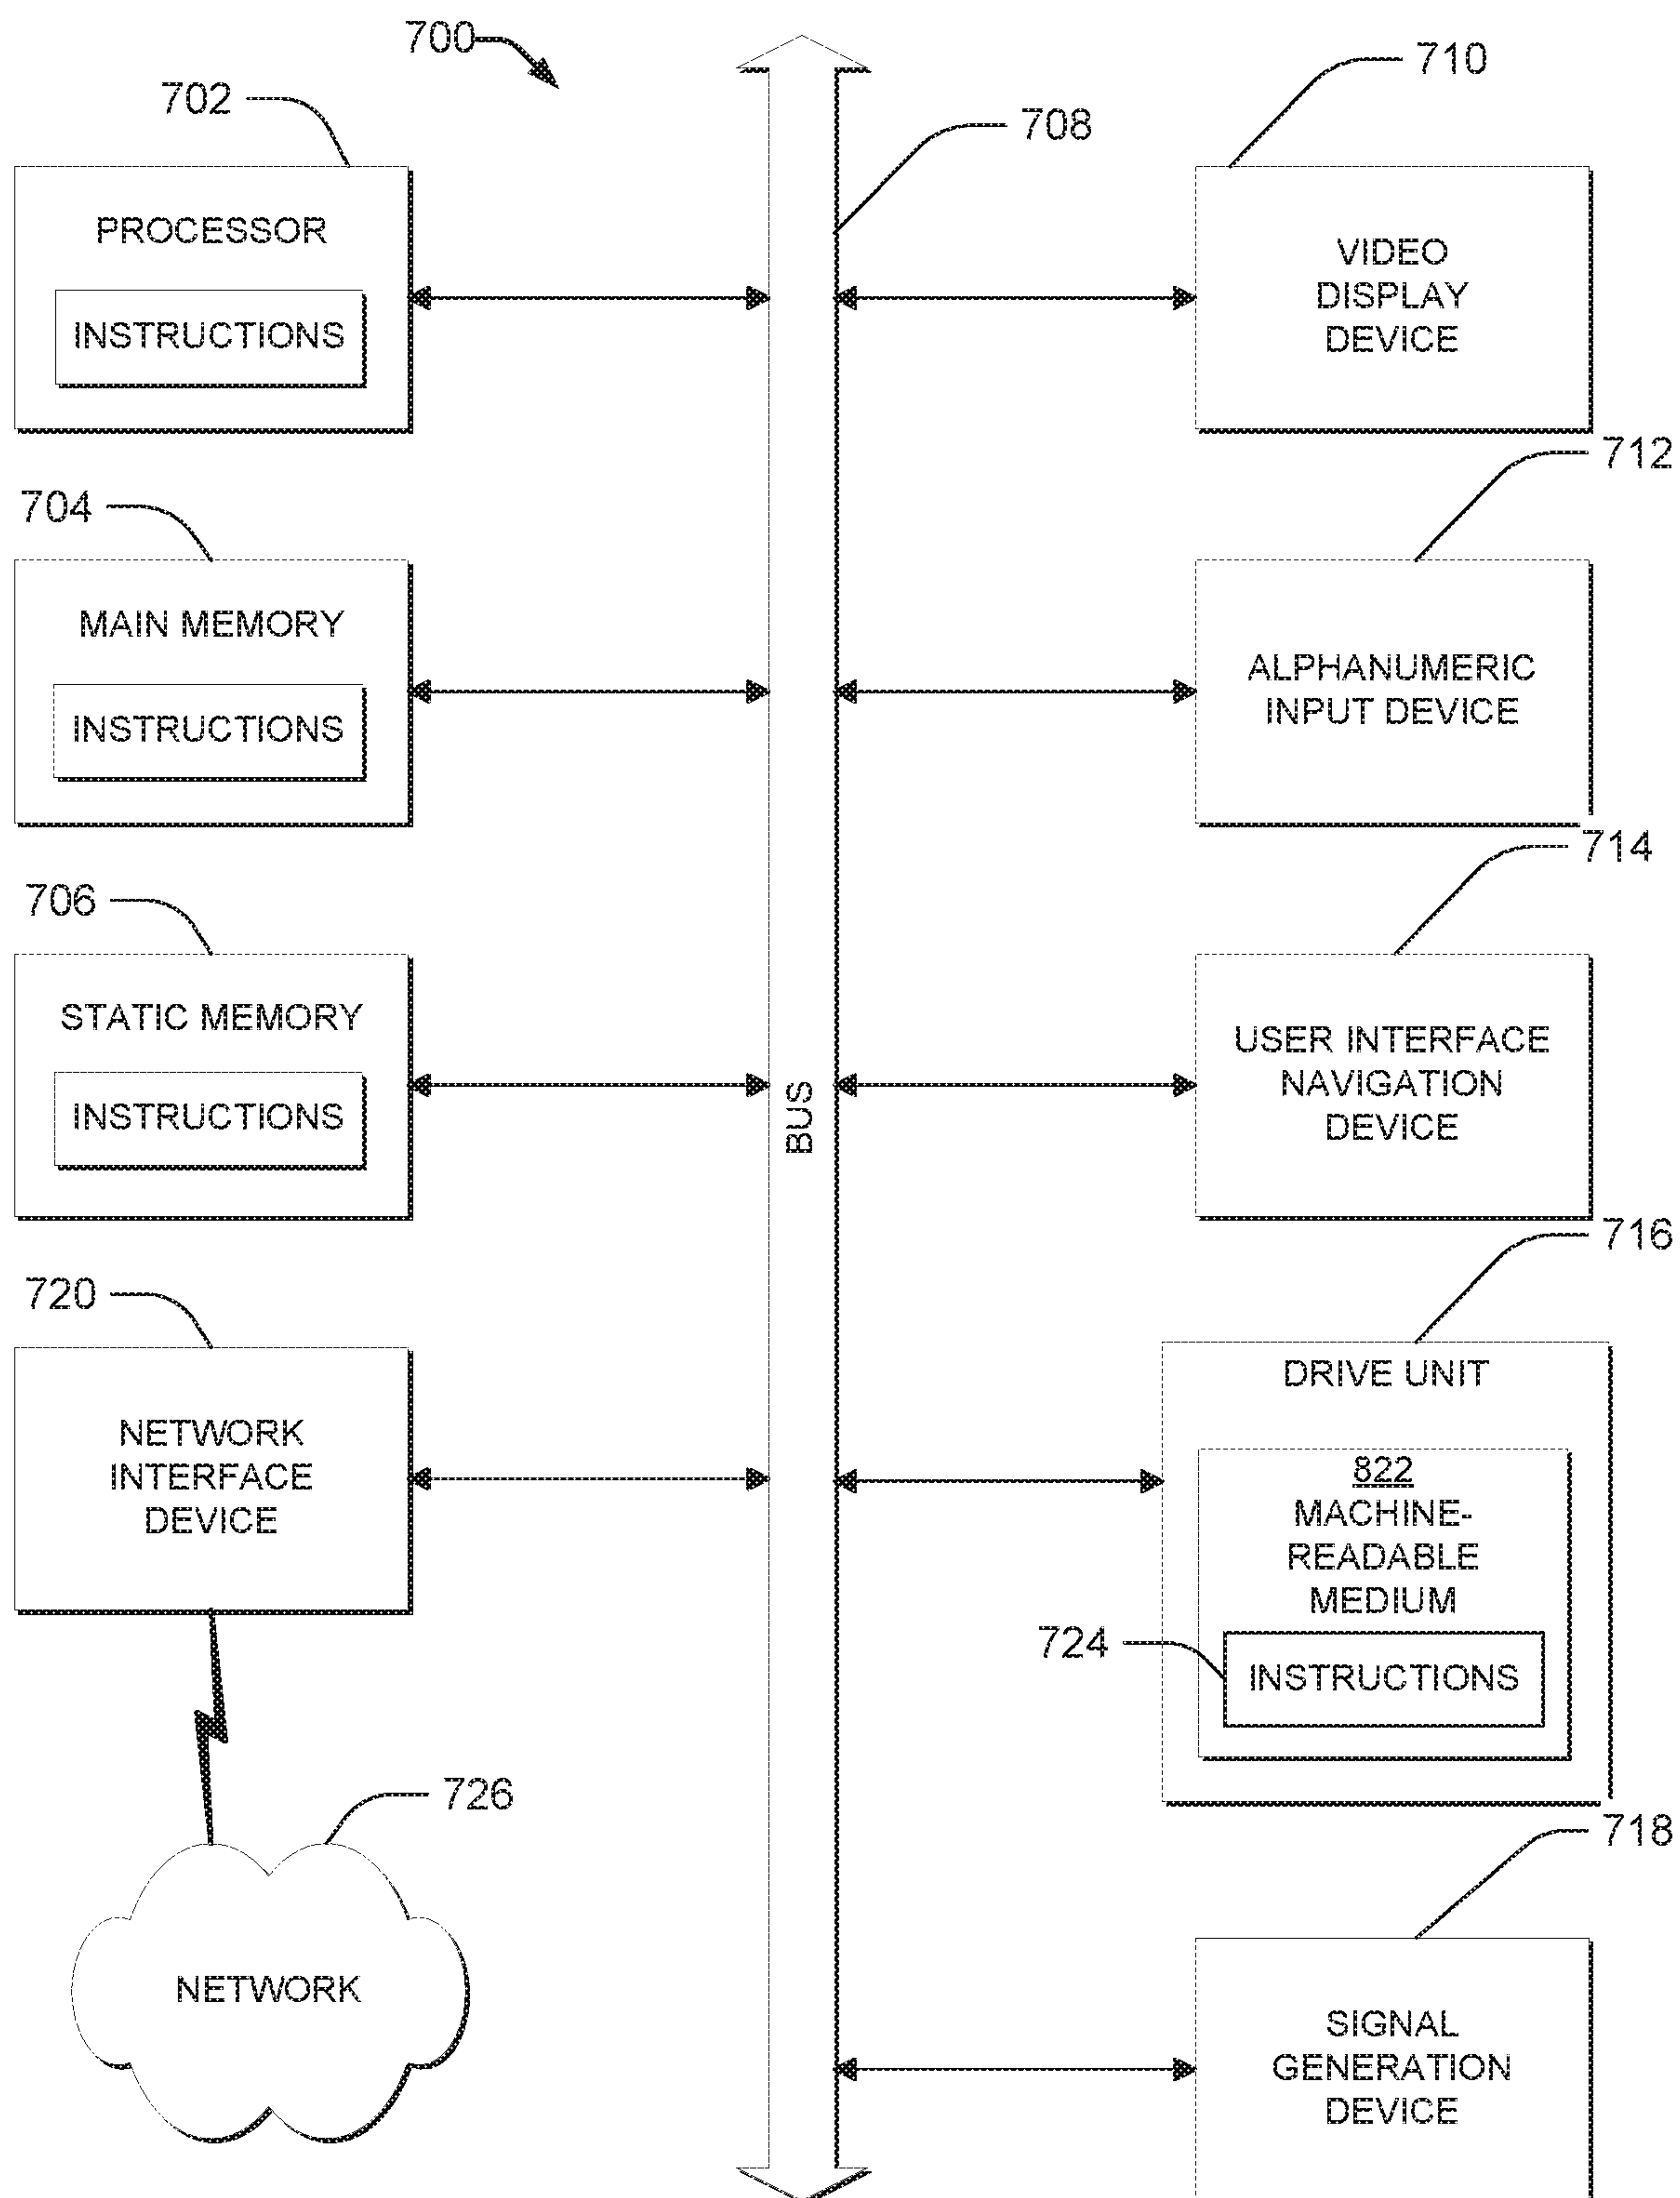 700
702
PROCESSOR
INSTRUCTIONS
704
MAIN MEMORY
INSTRUCTIONS
706
STATIC MEMORY
INSTRUCTIONS
720
NETWORK
INTERFACE
DEVICE
726
NETWORK
708
BUS
710
VIDEO
DISPLAY
DEVICE
712
ALPHANUMERIC
INPUT DEVICE
714
USER INTERFACE
NAVIGATION
DEVICE
716
DRIVE UNIT
822
MACHINE-
READABLE
MEDIUM
724
INSTRUCTIONS
718
SIGNAL
GENERATION
DEVICE